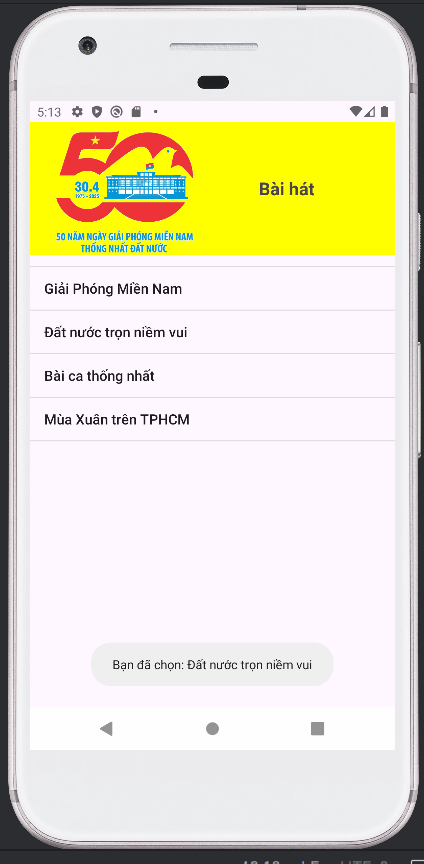 5:13
50
30.4
1975-2025
50 NĂM NGÀY GIẢI PHÓNG MIỀN NAM
THỐNG NHẤT ĐẤT NƯỚC
Bài hát
Giải Phóng Miền Nam
Đất nước trọn niềm vui
Bài ca thống nhất
Mùa Xuân trên TPHCM
Bạn đã chọn: Đất nước trọn niềm vui